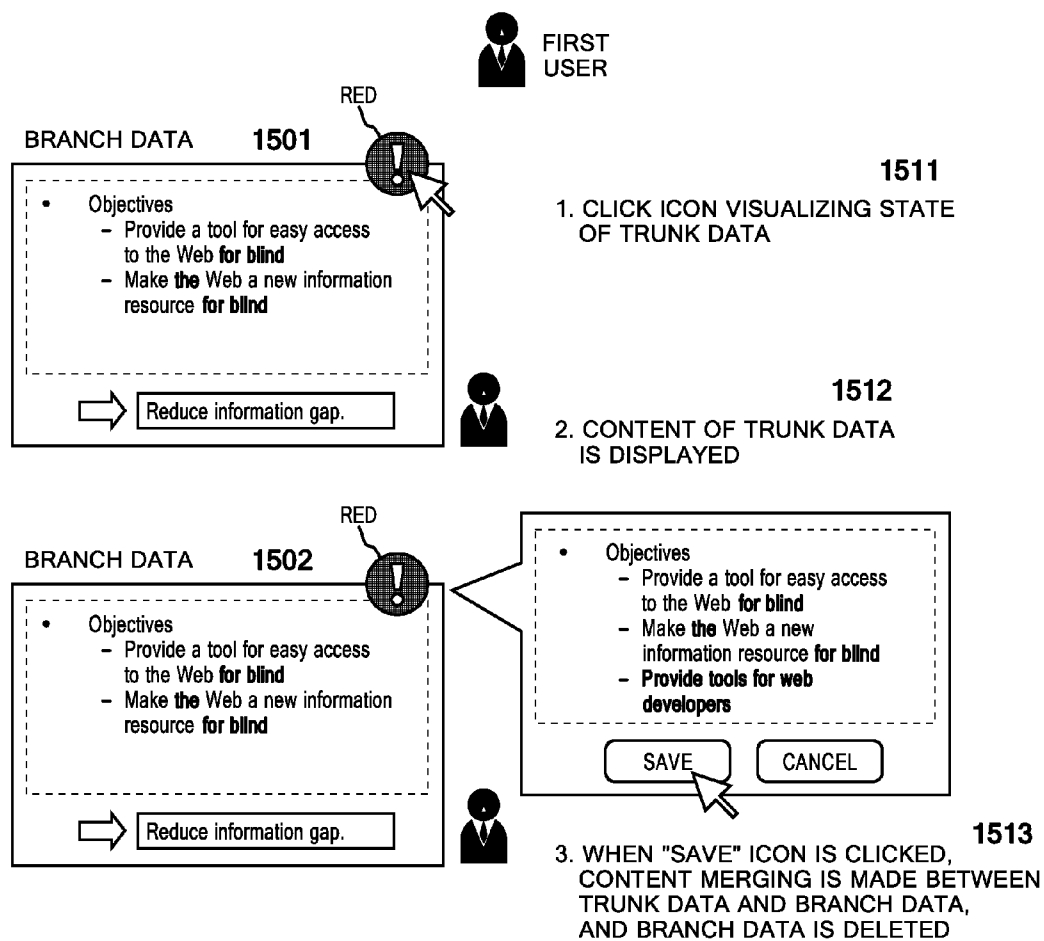 FIRST
USER
RED
BRANCH DATA 1501
• Objectives
– Provide a tool for easy access
to the Web for blind
– Make the Web a new information
resource for blind
Reduce information gap.
1511
1. CLICK ICON VISUALIZING STATE
OF TRUNK DATA
1512
2. CONTENT OF TRUNK DATA
IS DISPLAYED
RED
BRANCH DATA 1502
• Objectives
– Provide a tool for easy access
to the Web for blind
– Make the Web a new information
resource for blind
Reduce information gap.
• Objectives
– Provide a tool for easy access
to the Web for blind
– Make the Web a new
information resource for blind
– Provide tools for web
developers
SAVE CANCEL
1513
3. WHEN "SAVE" ICON IS CLICKED,
CONTENT MERGING IS MADE BETWEEN
TRUNK DATA AND BRANCH DATA,
AND BRANCH DATA IS DELETED